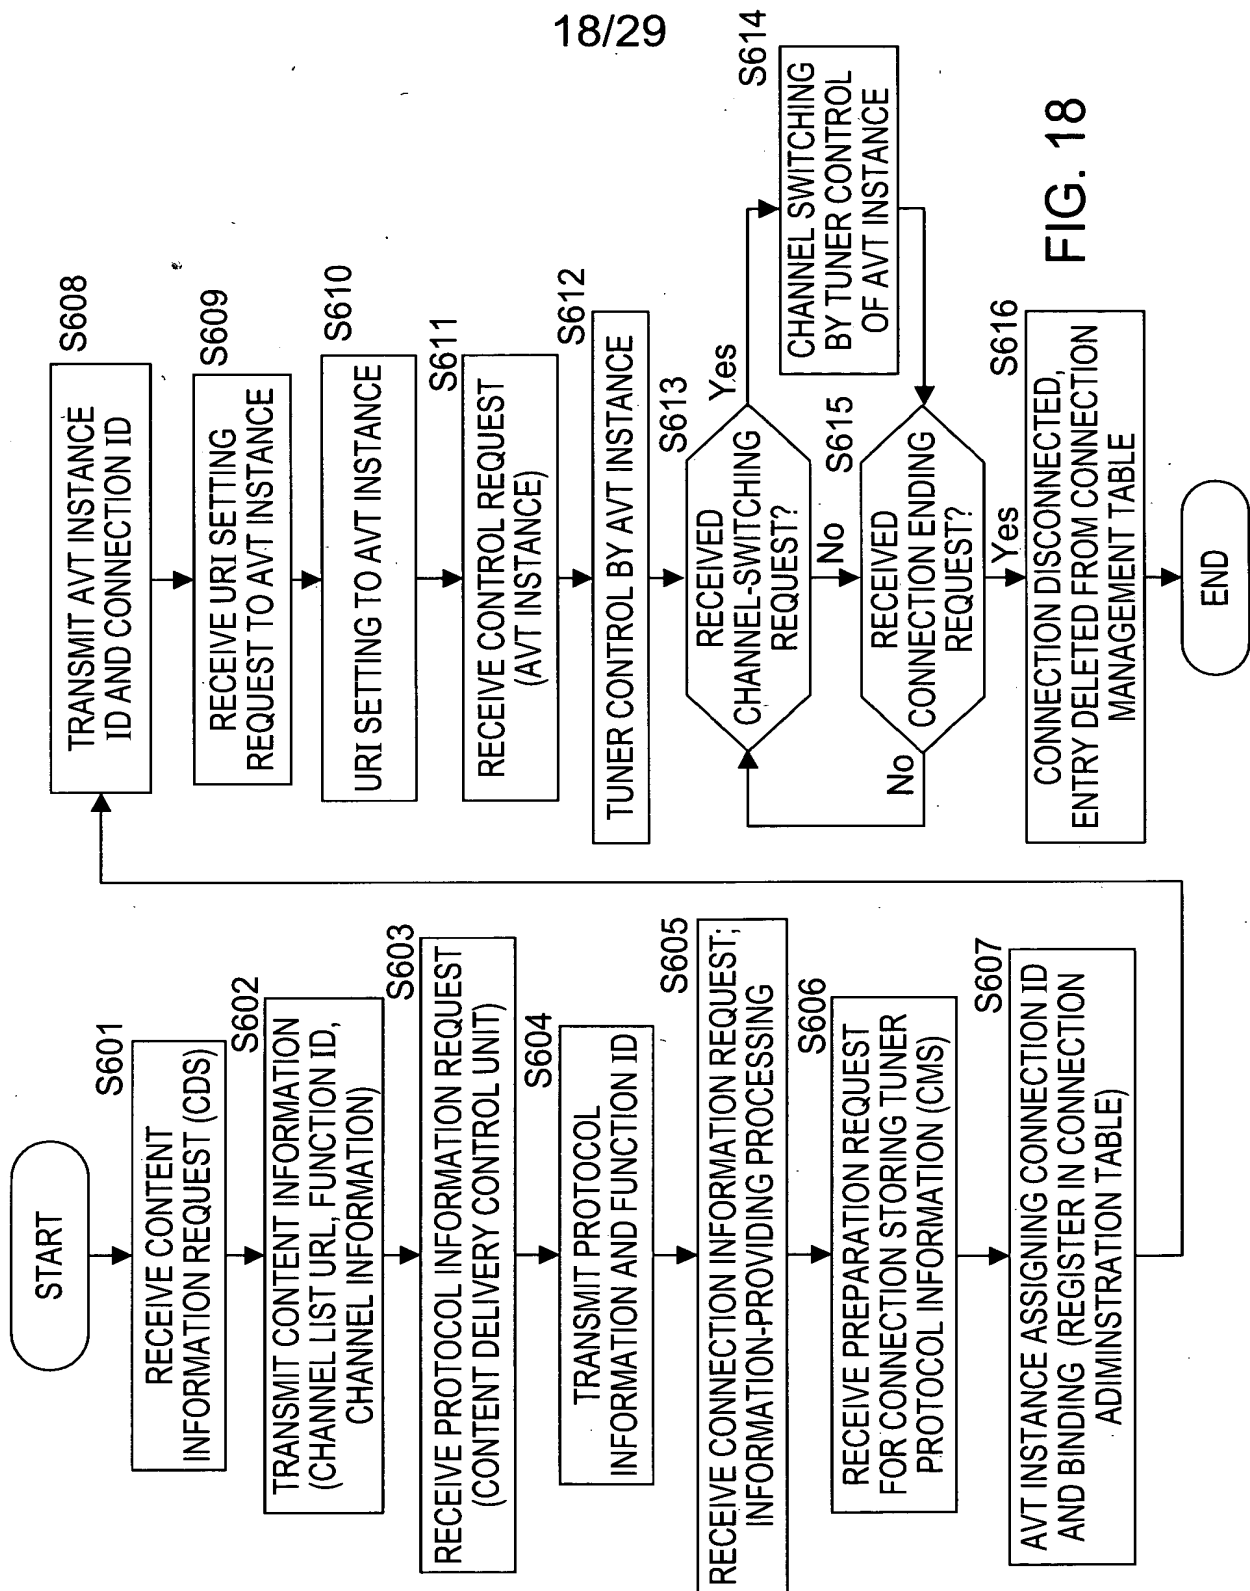 18/29
START
S601
RECEIVE CONTENT
INFORMATION REQUEST (CDS)
S602
TRANSMIT CONTENT INFORMATION
(CHANNEL LIST URL, FUNCTION ID,
CHANNEL INFORMATION)
S603
RECEIVE PROTOCOL INFORMATION REQUEST
(CONTENT DELIVERY CONTROL UNIT)
S604
TRANSMIT PROTOCOL
INFORMATION AND FUNCTION ID
S605
RECEIVE CONNECTION INFORMATION REQUEST;
INFORMATION-PROVIDING PROCESSING
S606
RECEIVE PREPARATION REQUEST
FOR CONNECTION STORING TUNER
PROTOCOL INFORMATION (CMS)
S607
AVT INSTANCE ASSIGNING CONNECTION ID
AND BINDING (REGISTER IN CONNECTION
ADIMINSTRATION TABLE)
S608
TRANSMIT AVT INSTANCE
ID AND CONNECTION ID
S609
RECEIVE URI SETTING
REQUEST TO AVT INSTANCE
S610
URI SETTING TO AVT INSTANCE
S611
RECEIVE CONTROL REQUEST
(AVT INSTANCE)
S612
TUNER CONTROL BY AVT INSTANCE
S613
RECEIVED
CHANNEL-SWITCHING
REQUEST?
Yes
No
S614
CHANNEL SWITCHING
BY TUNER CONTROL
OF AVT INSTANCE
S615
RECEIVED
CONNECTION ENDING
REQUEST?
No
Yes
S616
CONNECTION DISCONNECTED,
ENTRY DELETED FROM CONNECTION
MANAGEMENT TABLE
END
FIG. 18